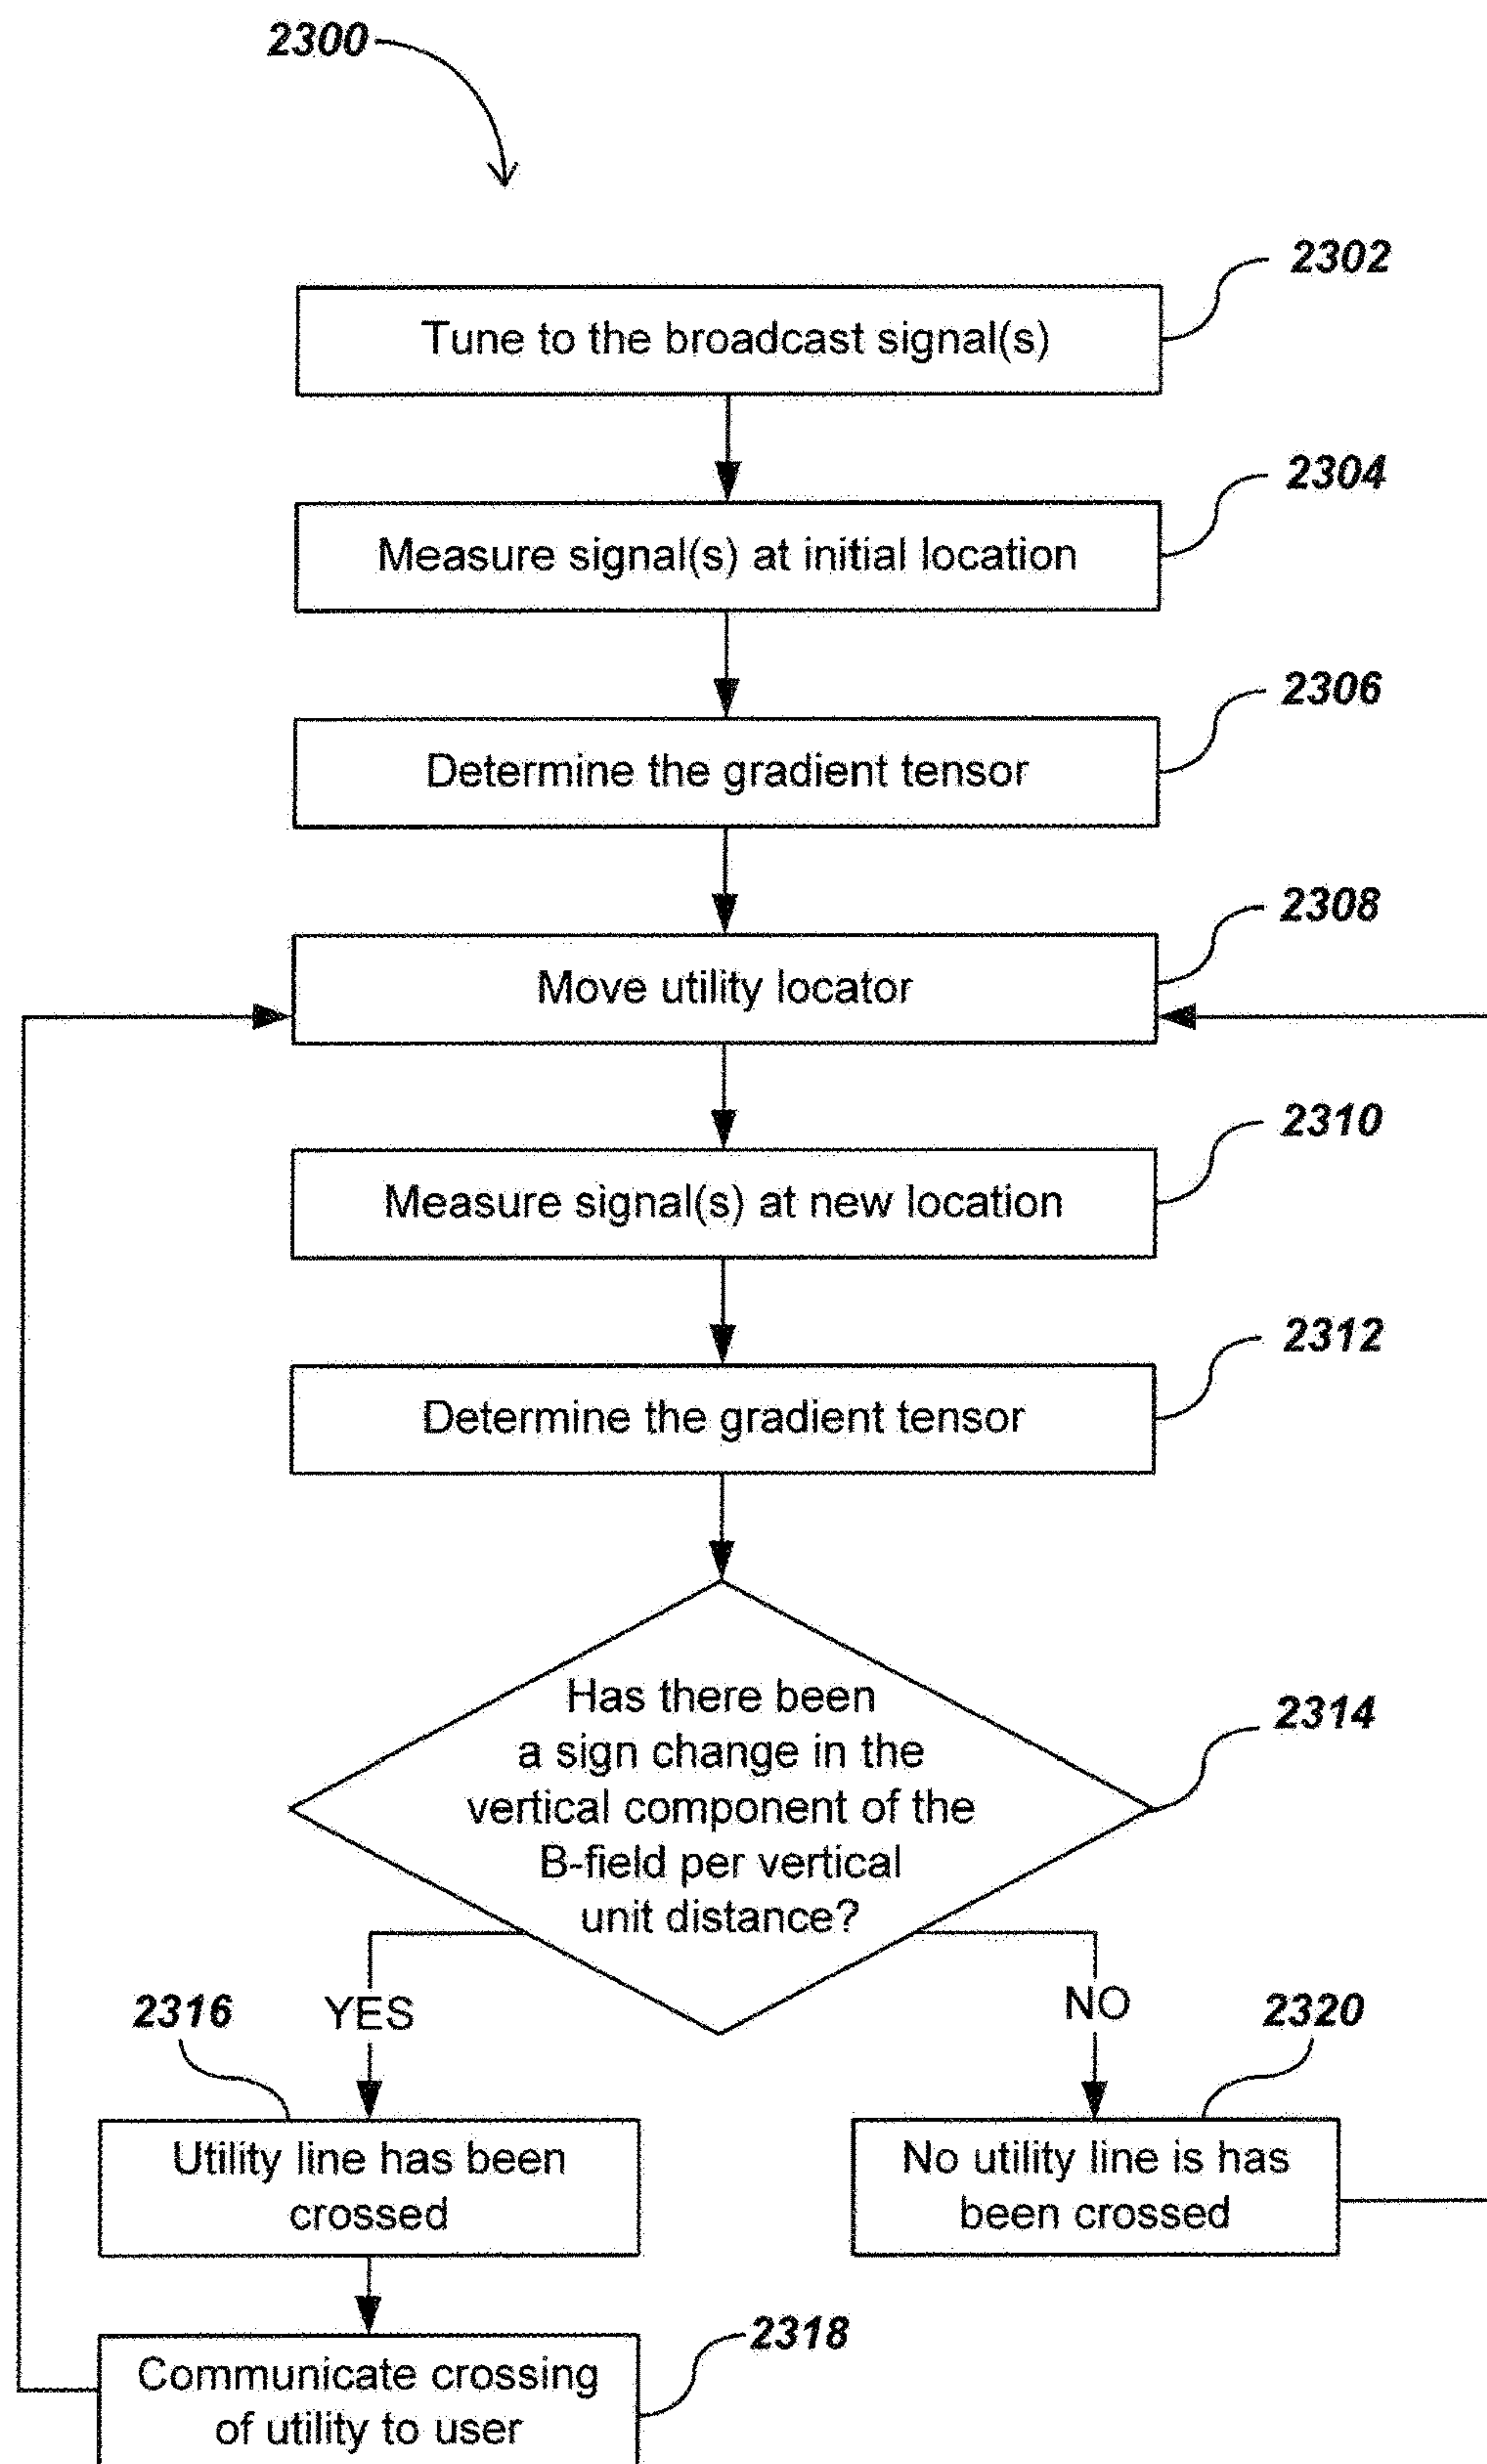 2300
2302
Tune to the broadcast signal(s)
2304
Measure signal(s) at initial location
2306
Determine the gradient tensor
2308
Move utility locator
2310
Measure signal(s) at new location
2312
Determine the gradient tensor
2314
Has there been
a sign change in the
vertical component of the
B-field per vertical
unit distance?
2316
YES
NO
2320
Utility line has been
crossed
No utility line is has
been crossed
2318
Communicate crossing
of utility to user